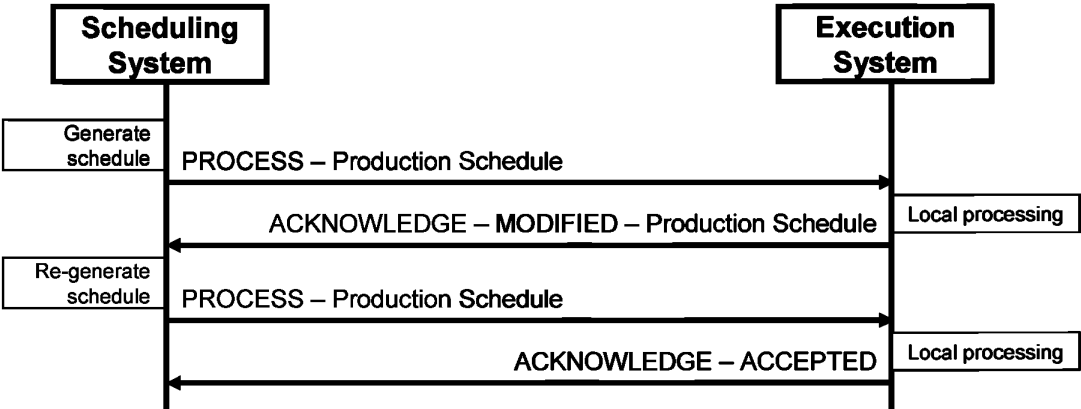 Scheduling
System
Execution
System
Generate
schedule
PROCESS – Production Schedule
ACKNOWLEDGE – MODIFIED – Production Schedule
Local processing
Re-generate
schedule
PROCESS – Production Schedule
ACKNOWLEDGE – ACCEPTED
Local processing